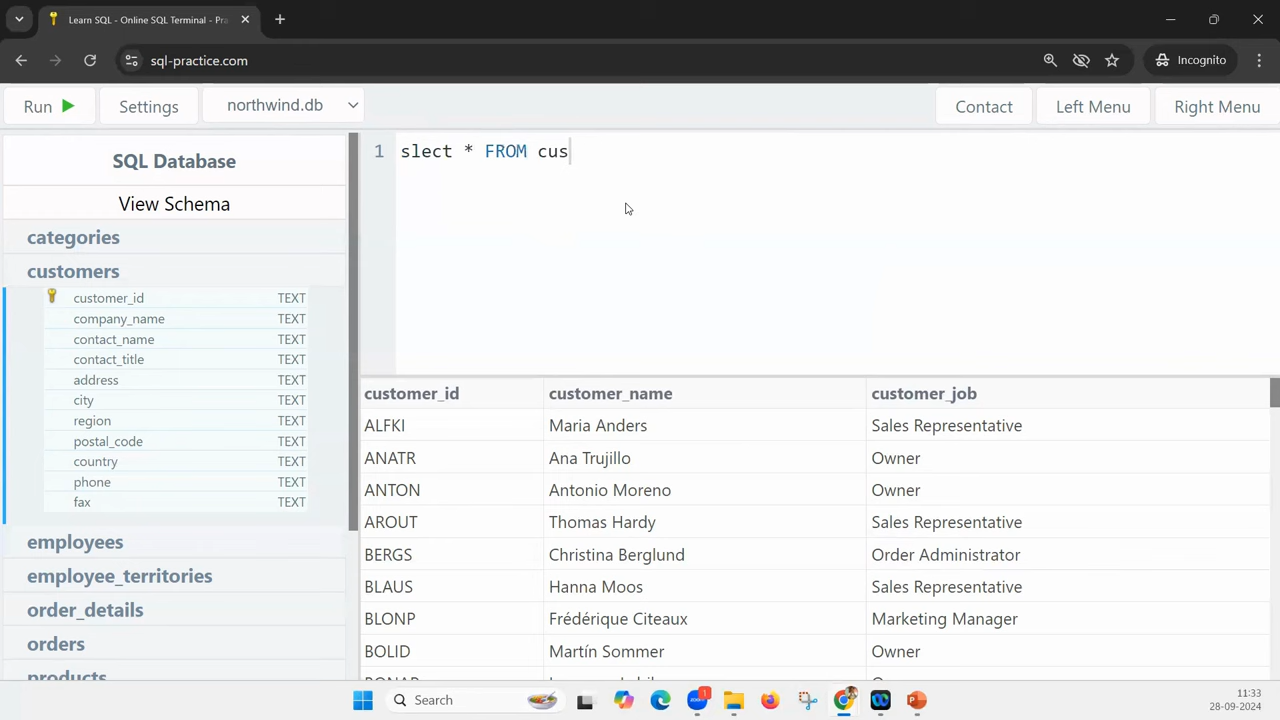 Learn SQL - Online SQL Terminal - Pra
sql-practice.com
Incognito
Run
Settings
northwind.db
Contact
Left Menu
Right Menu
SQL Database
View Schema
categories
customers
customer_id TEXT
company_name TEXT
contact_name TEXT
contact_title TEXT
address TEXT
city TEXT
region TEXT
postal_code TEXT
country TEXT
phone TEXT
fax TEXT
employees
employee_territories
order_details
orders
products
1 slect * FROM cus
customer_id customer_name customer_job
ALFKI Maria Anders Sales Representative
ANATR Ana Trujillo Owner
ANTON Antonio Moreno Owner
AROUT Thomas Hardy Sales Representative
BERGS Christina Berglund Order Administrator
BLAUS Hanna Moos Sales Representative
BLONP Frédérique Citeaux Marketing Manager
BOLID Martín Sommer Owner
Search
1
11:33
28-09-2024